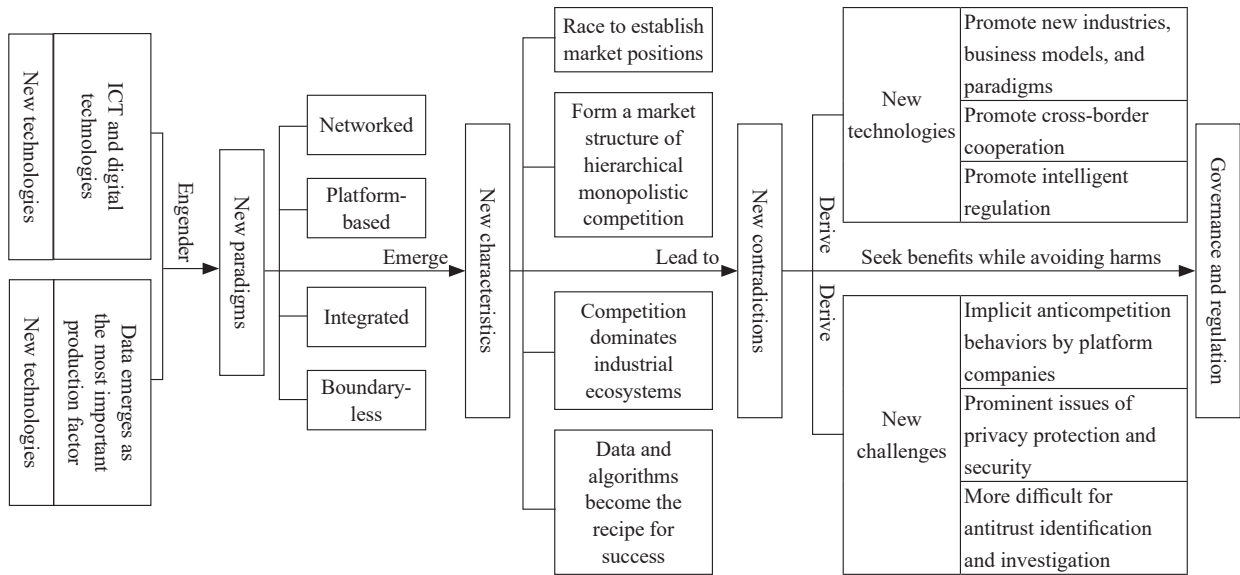 New technologies
ICT and digital
technologies
New technologies
Data emerges as
the most important
production factor
Engender
New paradigms
Networked
Platform-
based
Integrated
Boundary-
less
Emerge
New characteristics
Race to establish
market positions
Form a market
structure of
hierarchical
monopolistic
competition
Competition
dominates
industrial
ecosystems
Data and
algorithms
become the
recipe for
success
Lead to
New contradictions
Derive
Derive
New
technologies
Promote new industries,
business models, and
paradigms
Promote cross-border
cooperation
Promote intelligent
regulation
Seek benefits while avoiding harms
New
challenges
Implicit anticompetition
behaviors by platform
companies
Prominent issues of
privacy protection and
security
More difficult for
antitrust identification
and investigation
Governance and regulation